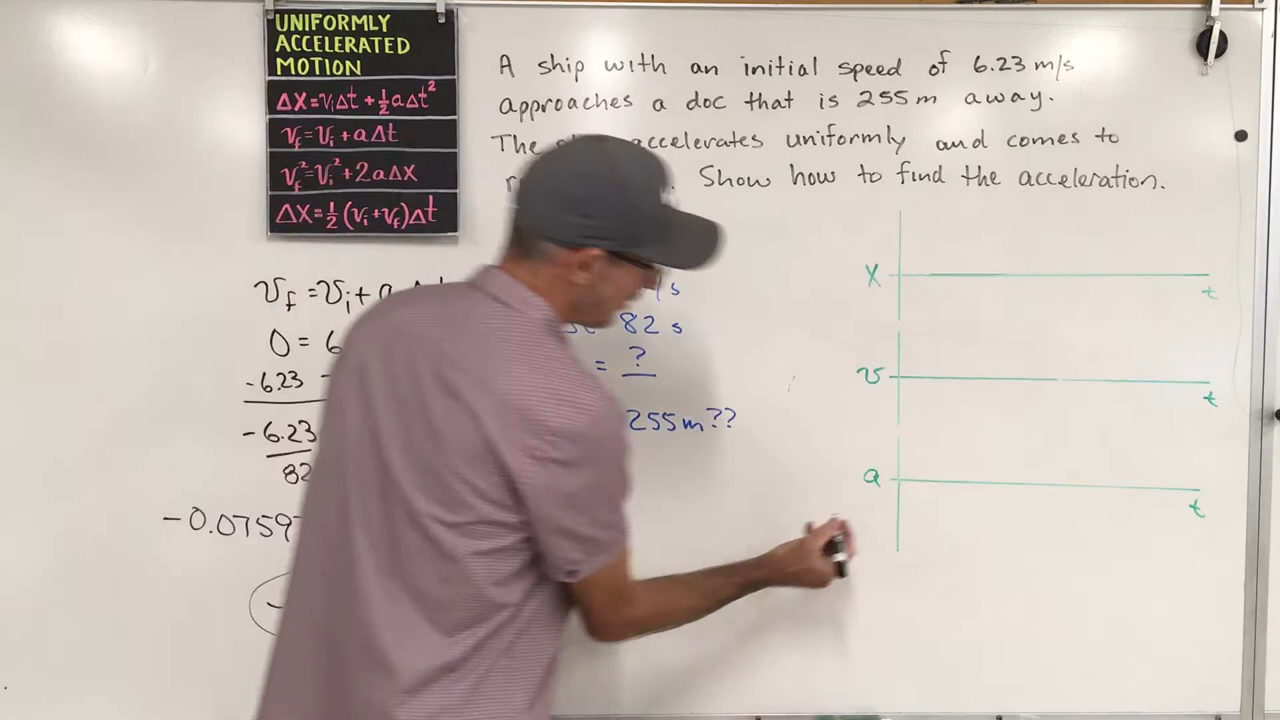 UNIFORMLY
ACCELERATED
MOTION
Δx=viΔt+½aΔt²
vf=vi+aΔt
vf²=vi²+2aΔx
Δx=½(vi+vf)Δt
A ship with an initial speed of 6.23 m/s
approaches a doc that is 255m away.
The accelerates uniformly and comes to
Show how to find the acceleration.
vf=vi+
0=6
-6.23 -
-6.23
82
-0.0759
-
/s
82 s
= ?
255m??
x
t
v
t
a
t